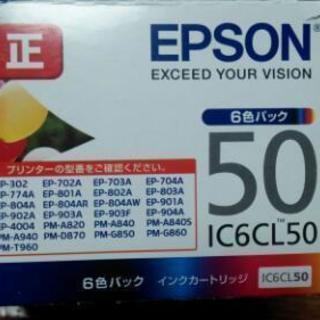 正
EPSON
EXCEED YOUR VISION
6色パック
50
IC6CL50
プリンターの型番をご確認ください。
EP-302 EP-702A EP-703A EP-704A
EP-774A EP-801A EP-802A EP-803A
EP-804A EP-804AR EP-804AW EP-901A
EP-902A EP-903A EP-903F EP-904A
EP-4004 PM-A820 PM-A840 PM-A840S
PM-A940 PM-D870 PM-G850 PM-G860
PM-T960
6色パック インクカートリッジ IC6CL50